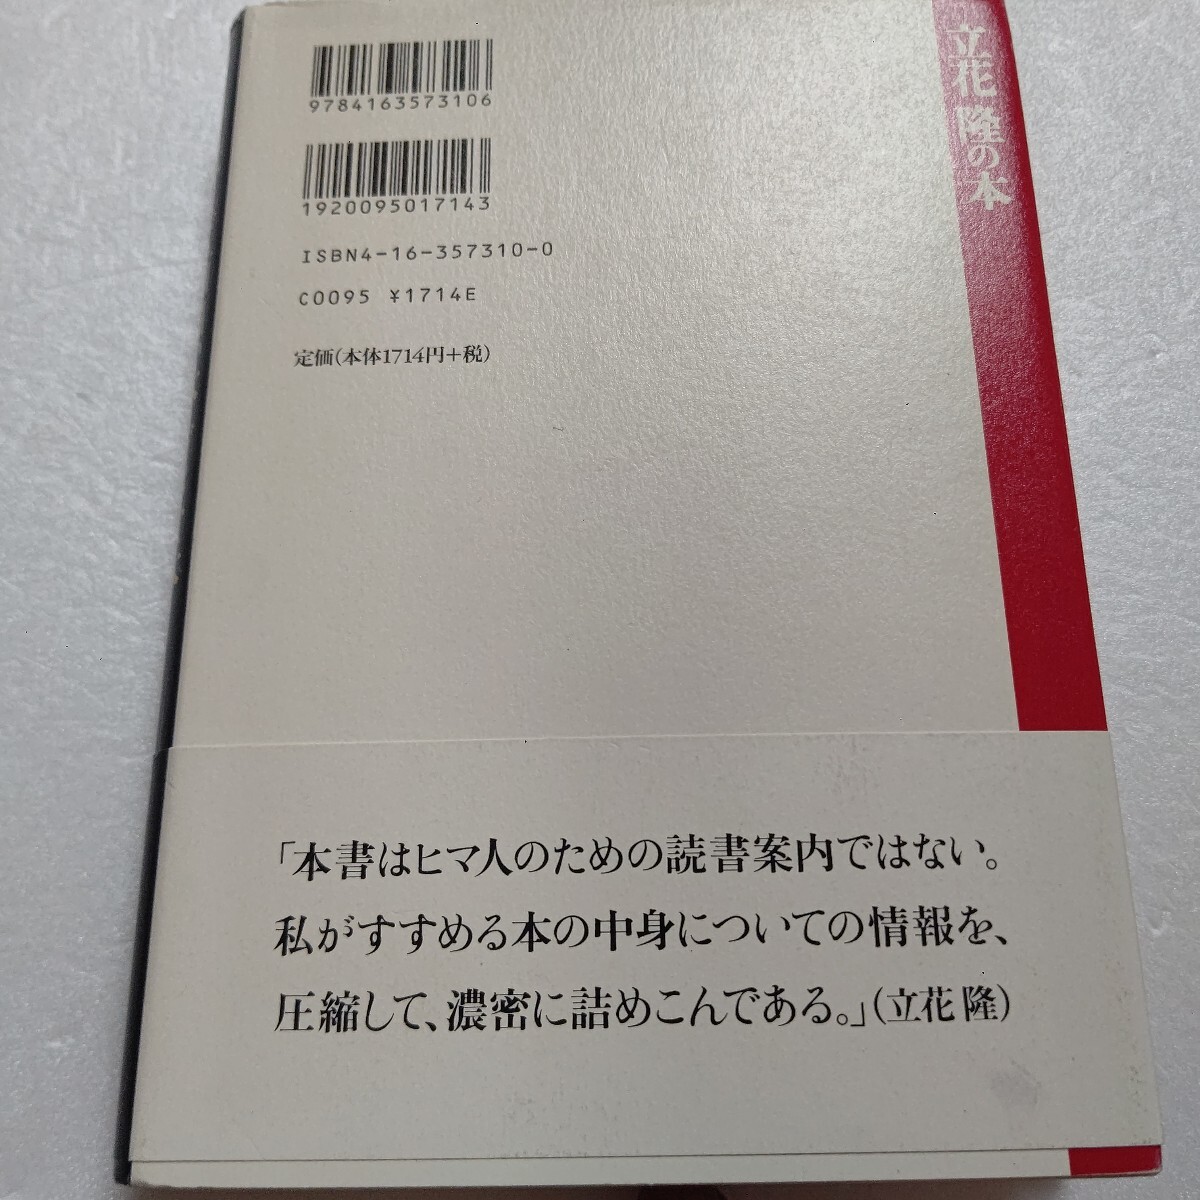 立花隆の本
9784163573106
1920095017143
ISBN4-16-357310-0
C0095 ¥1714E
定価(本体1714円+税)
「本書はヒマ人のための読書案内ではない。
私がすすめる本の中身についての情報を、
圧縮して、濃密に詰めこんである。」(立花 隆)